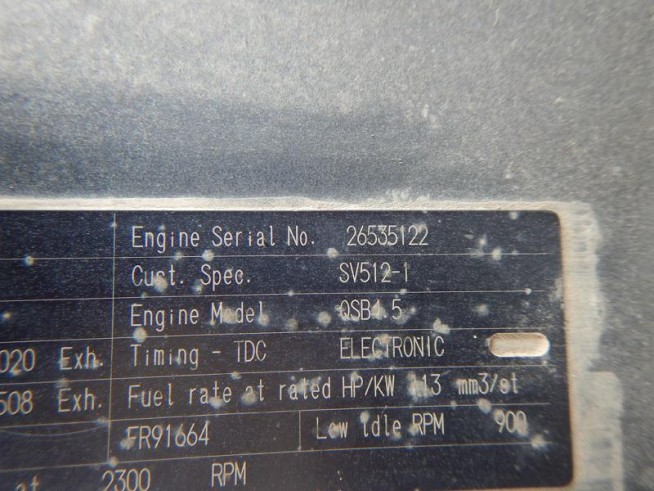 Engine Serial No. 26535122
Cust. Spec. SV512-1
Engine Model QSB4.5
020 Exh. Timing - TDC ELECTRONIC
508 Exh. Fuel rate at rated HP/KW 113 mm3/st
FR91664 Low Idle RPM 900
at 2300 RPM